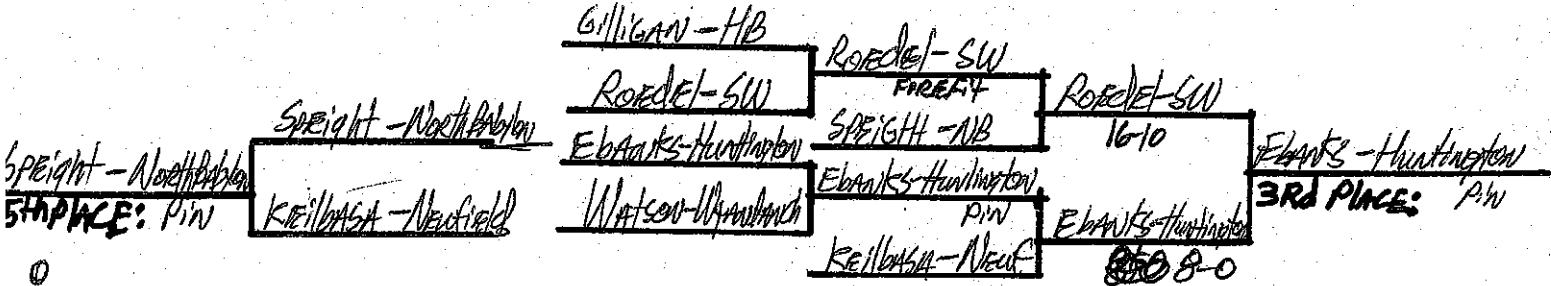 Gilligan - HB
Roedel - SW
Roedel - SW
Forefit
Roedel - SW
Speight - North Babylon
Speight - NB
16-10
Ebanks - Huntington
Ebanks - Huntington
Speight - North Babylon
Ebanks - Huntington
5th PLACE: Pin
Keilbasa - Newfield
Watson - Wyandanch
Pin
Ebanks - Huntington
3Rd PLACE: Pin
Keilbasa - Newf
8-0
0